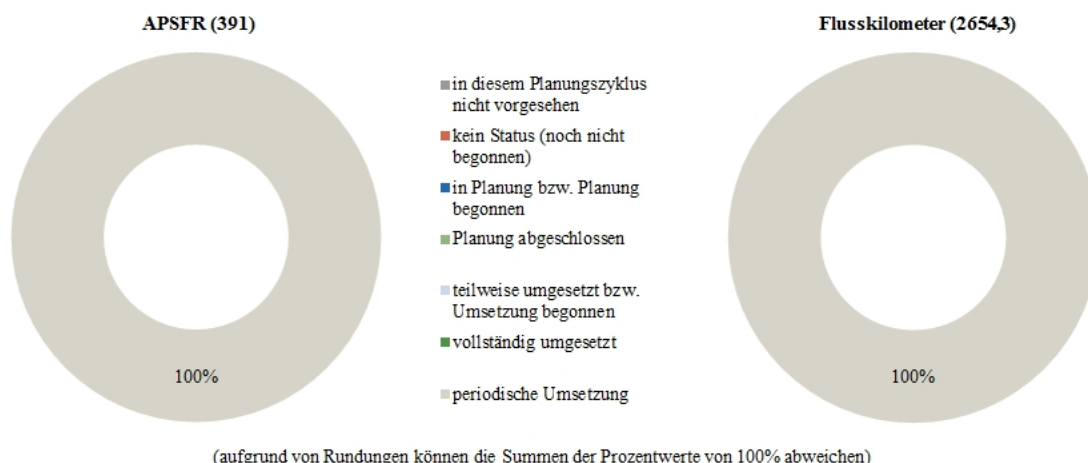 APSFR (391)
Flusskilometer (2654,3)
in diesem Planungszyklus
nicht vorgesehen
kein Status (noch nicht
begonnen)
in Planung bzw. Planung
begonnen
Planung abgeschlossen
teilweise umgesetzt bzw.
Umsetzung begonnen
vollständig umgesetzt
periodische Umsetzung
100%
100%
(aufgrund von Rundungen können die Summen der Prozentwerte von 100% abweichen)